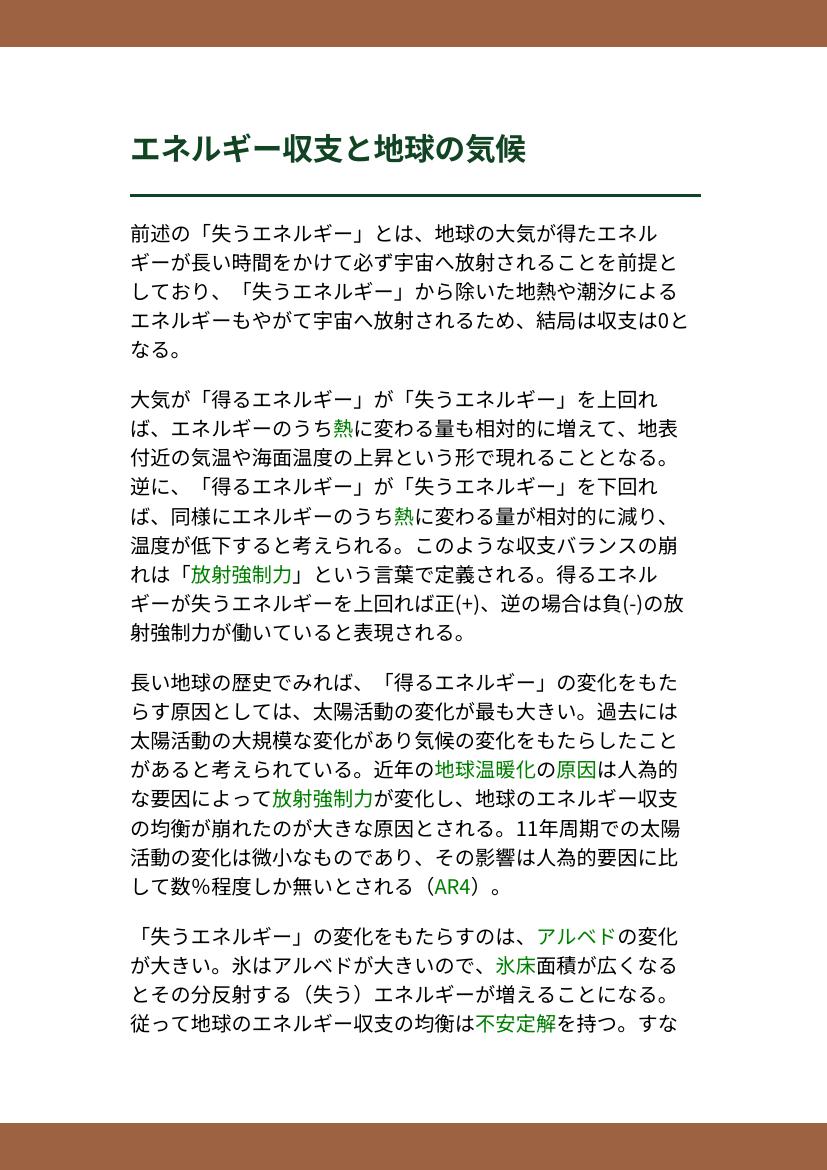 エネルギー収支と地球の気候
前述の「失うエネルギー」とは、地球の大気が得たエネル
ギーが長い時間をかけて必ず宇宙へ放射されることを前提と
しており、「失うエネルギー」から除いた地熱や潮汐による
エネルギーもやがて宇宙へ放射されるため、結局は収支は0と
なる。
大気が「得るエネルギー」が「失うエネルギー」を上回れ
ば、エネルギーのうち熱に変わる量も相対的に増えて、地表
付近の気温や海面温度の上昇という形で現れることとなる。
逆に、「得るエネルギー」が「失うエネルギー」を下回れ
ば、同様にエネルギーのうち熱に変わる量が相対的に減り、
温度が低下すると考えられる。このような収支バランスの崩
れは「放射強制力」という言葉で定義される。得るエネル
ギーが失うエネルギーを上回れば正(+)、逆の場合は負(-)の放
射強制力が働いていると表現される。
長い地球の歴史でみれば、「得るエネルギー」の変化をもた
らす原因としては、太陽活動の変化が最も大きい。過去には
太陽活動の大規模な変化があり気候の変化をもたらしたこと
があると考えられている。近年の地球温暖化の原因は人為的
な要因によって放射強制力が変化し、地球のエネルギー収支
の均衡が崩れたのが大きな原因とされる。11年周期での太陽
活動の変化は微小なものであり、その影響は人為的要因に比
して数%程度しか無いとされる（AR4）。
「失うエネルギー」の変化をもたらすのは、アルベドの変化
が大きい。氷はアルベドが大きいので、氷床面積が広くなる
とその分反射する（失う）エネルギーが増えることになる。
従って地球のエネルギー収支の均衡は不安定解を持つ。すな